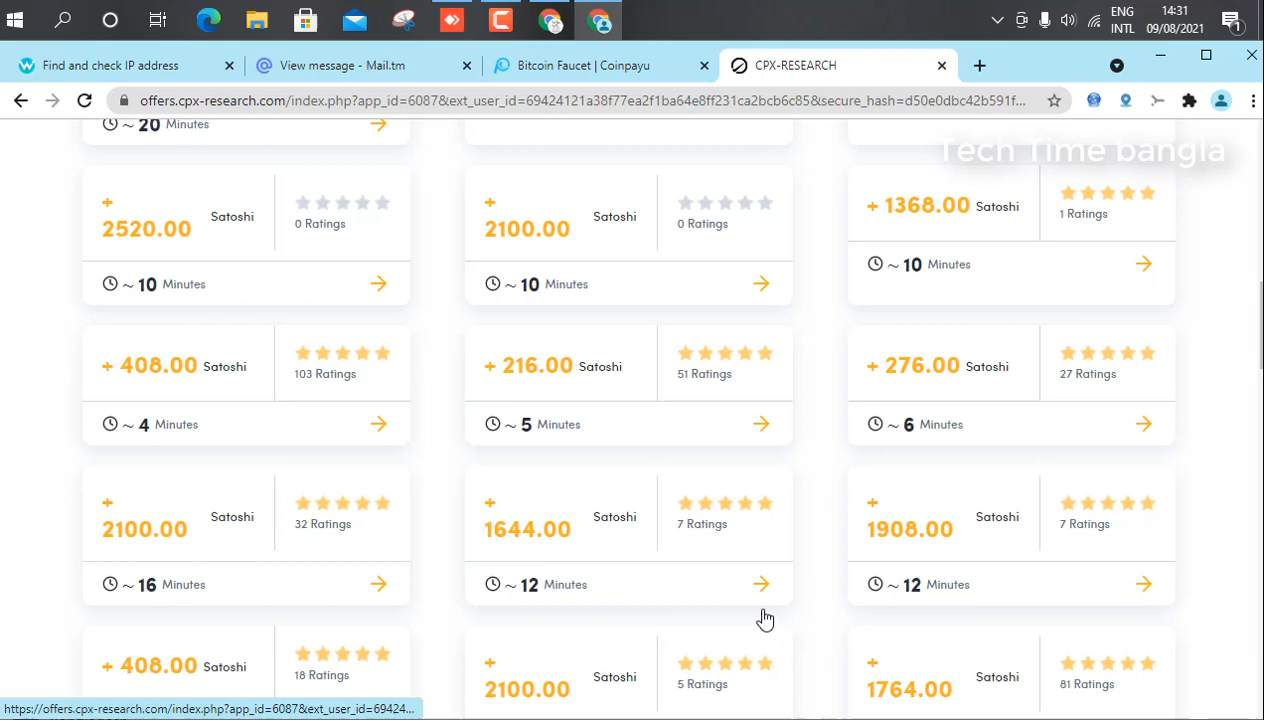 ENG
INTL
14:31
09/08/2021
1
Find and check IP address
View message - Mail.tm
Bitcoin Faucet | Coinpayu
CPX-RESEARCH
offers.cpx-research.com/index.php?app_id=6087&ext_user_id=69424121a38f77ea2f1ba64e8ff231ca2bcb6c85&secure_hash=d50e0dbc42b591f...
Tech Time bangla
~ 20 Minutes
+ 2520.00 Satoshi
0 Ratings
~ 10 Minutes
+ 2100.00 Satoshi
0 Ratings
~ 10 Minutes
+ 1368.00 Satoshi
1 Ratings
~ 10 Minutes
+ 408.00 Satoshi
103 Ratings
~ 4 Minutes
+ 216.00 Satoshi
51 Ratings
~ 5 Minutes
+ 276.00 Satoshi
27 Ratings
~ 6 Minutes
+ 2100.00 Satoshi
32 Ratings
~ 16 Minutes
+ 1644.00 Satoshi
7 Ratings
~ 12 Minutes
+ 1908.00 Satoshi
7 Ratings
~ 12 Minutes
+ 408.00 Satoshi
18 Ratings
+ 2100.00 Satoshi
5 Ratings
+ 1764.00 Satoshi
81 Ratings
https://offers.cpx-research.com/index.php?app_id=6087&ext_user_id=69424...